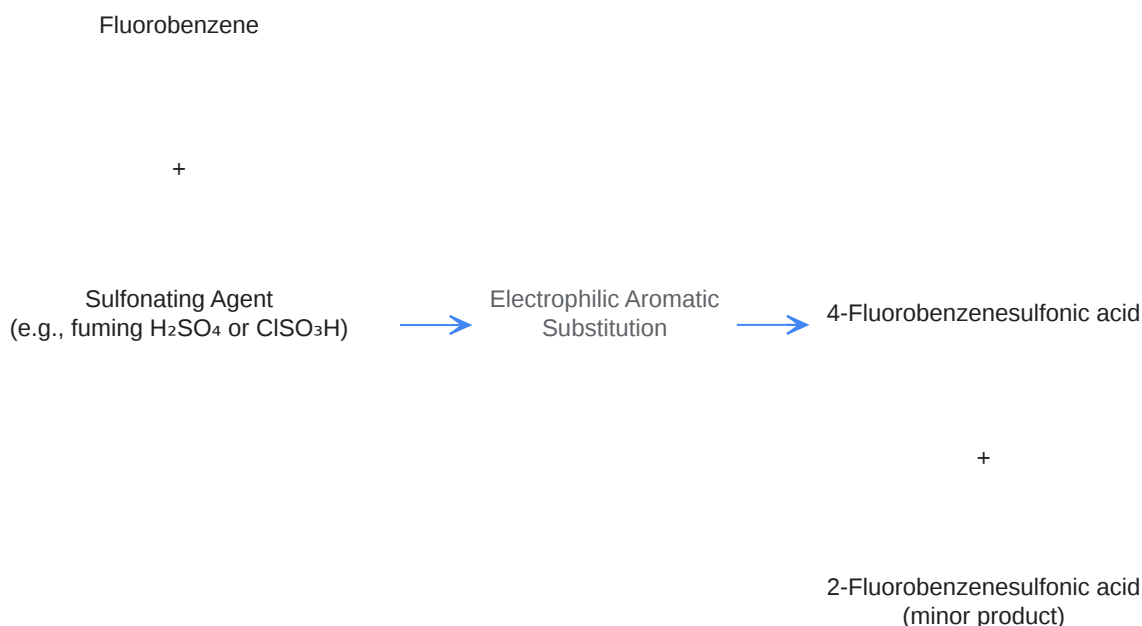 Fluorobenzene
+
Sulfonating Agent
(e.g., fuming H₂SO₄ or ClSO₃H)
Electrophilic Aromatic
Substitution
4-Fluorobenzenesulfonic acid
+
2-Fluorobenzenesulfonic acid
(minor product)